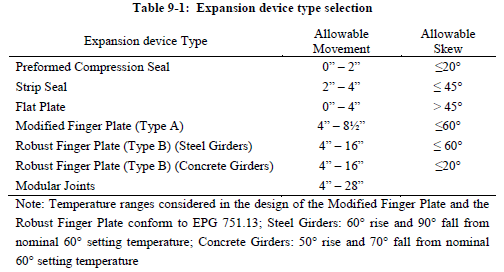 Table 9-1:  Expansion device type selection
Expansion device Type Allowable Movement Allowable Skew
Preformed Compression Seal 0” – 2” ≤20°
Strip Seal 2” – 4” ≤ 45°
Flat Plate 0” – 4” > 45°
Modified Finger Plate (Type A) 4” – 8½” ≤60°
Robust Finger Plate (Type B) (Steel Girders) 4” – 16” ≤ 60°
Robust Finger Plate (Type B) (Concrete Girders) 4” – 16” ≤20°
Modular Joints 4” – 28”
Note: Temperature ranges considered in the design of the Modified Finger Plate and the
Robust Finger Plate conform to EPG 751.13; Steel Girders: 60° rise and 90° fall from
nominal 60° setting temperature; Concrete Girders: 50° rise and 70° fall from nominal
60° setting temperature